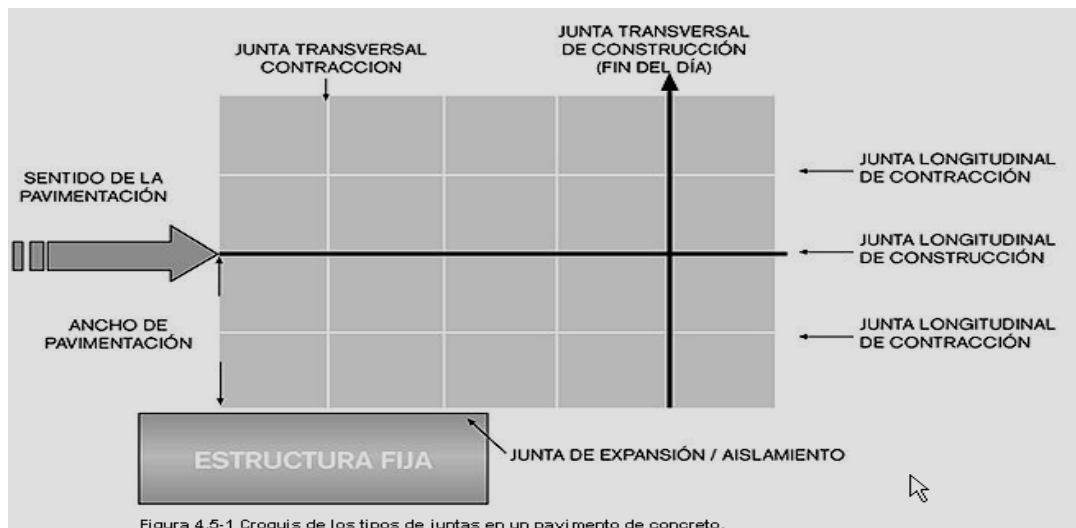 JUNTA TRANSVERSAL
CONTRACCION
JUNTA TRANSVERSAL
DE CONSTRUCCIÓN
(FIN DEL DÍA)
SENTIDO DE LA
PAVIMENTACIÓN
JUNTA LONGITUDINAL
DE CONTRACCIÓN
JUNTA LONGITUDINAL
DE CONSTRUCCIÓN
ANCHO DE
PAVIMENTACIÓN
JUNTA LONGITUDINAL
DE CONTRACCIÓN
ESTRUCTURA FIJA
JUNTA DE EXPANSIÓN / AISLAMIENTO
Figura 4.5-1 Croquis de los tipos de juntas en un pavimento de concreto.